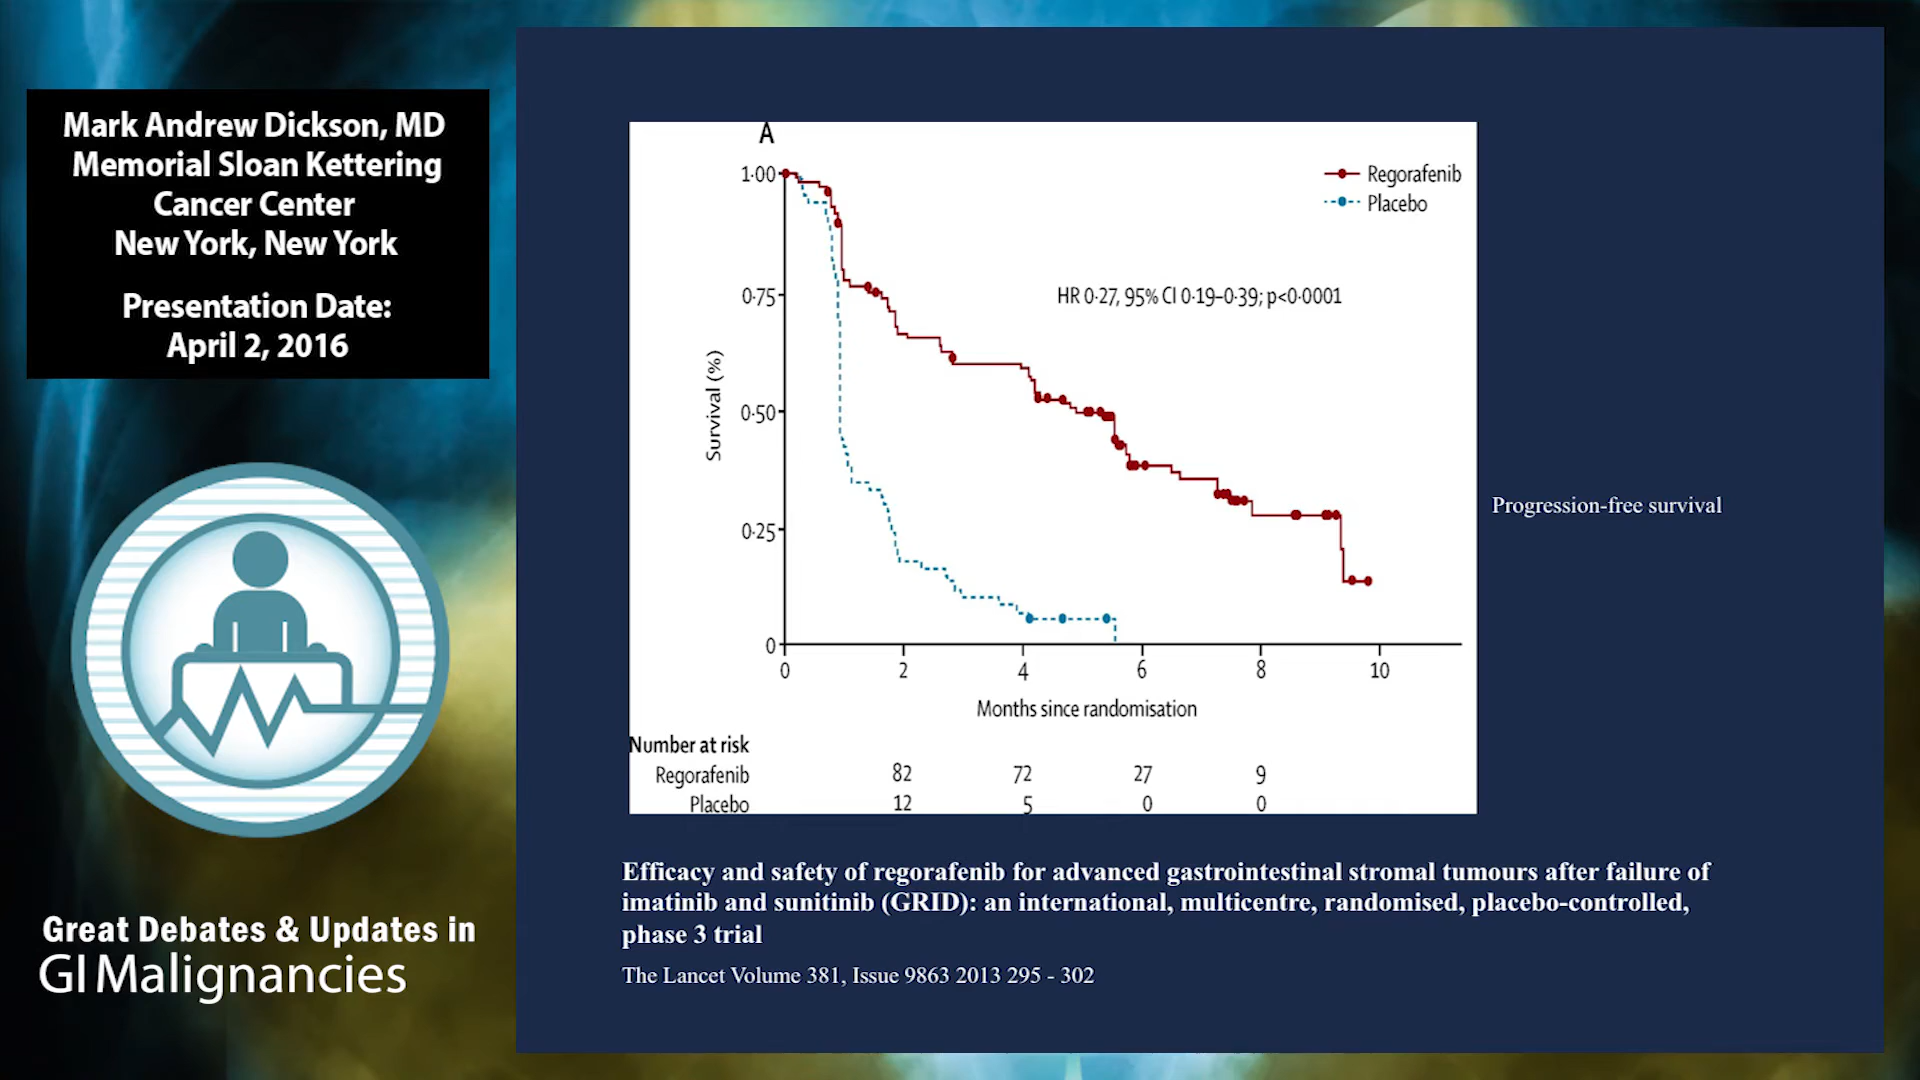 Mark Andrew Dickson, MD
Memorial Sloan Kettering
Cancer Center
New York, New York
Presentation Date:
April 2, 2016
Great Debates & Updates in
GI Malignancies
A
1·00
0·75
0·50
0·25
0
Survival (%)
Regorafenib
Placebo
HR 0·27, 95% CI 0·19–0·39; p<0·0001
0 2 4 6 8 10
Months since randomisation
Number at risk
Regorafenib 82 72 27 9
Placebo 12 5 0 0
Progression-free survival
Efficacy and safety of regorafenib for advanced gastrointestinal stromal tumours after failure of
imatinib and sunitinib (GRID): an international, multicentre, randomised, placebo-controlled,
phase 3 trial
The Lancet Volume 381, Issue 9863 2013 295 - 302